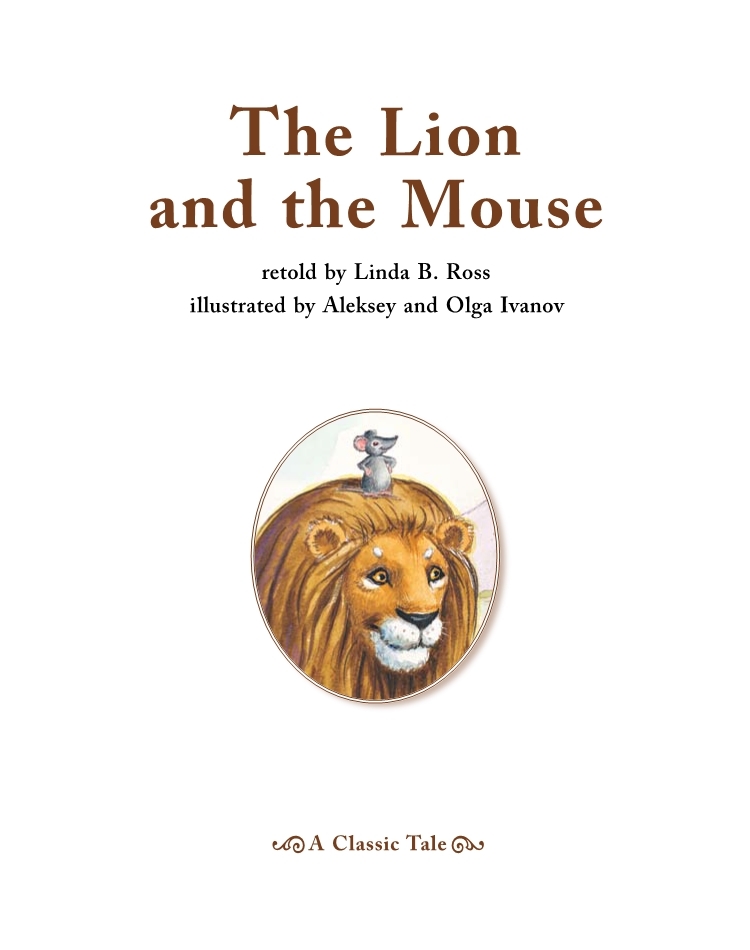 The Lion
and the Mouse
retold by Linda B. Ross
illustrated by Aleksey and Olga Ivanov
A Classic Tale